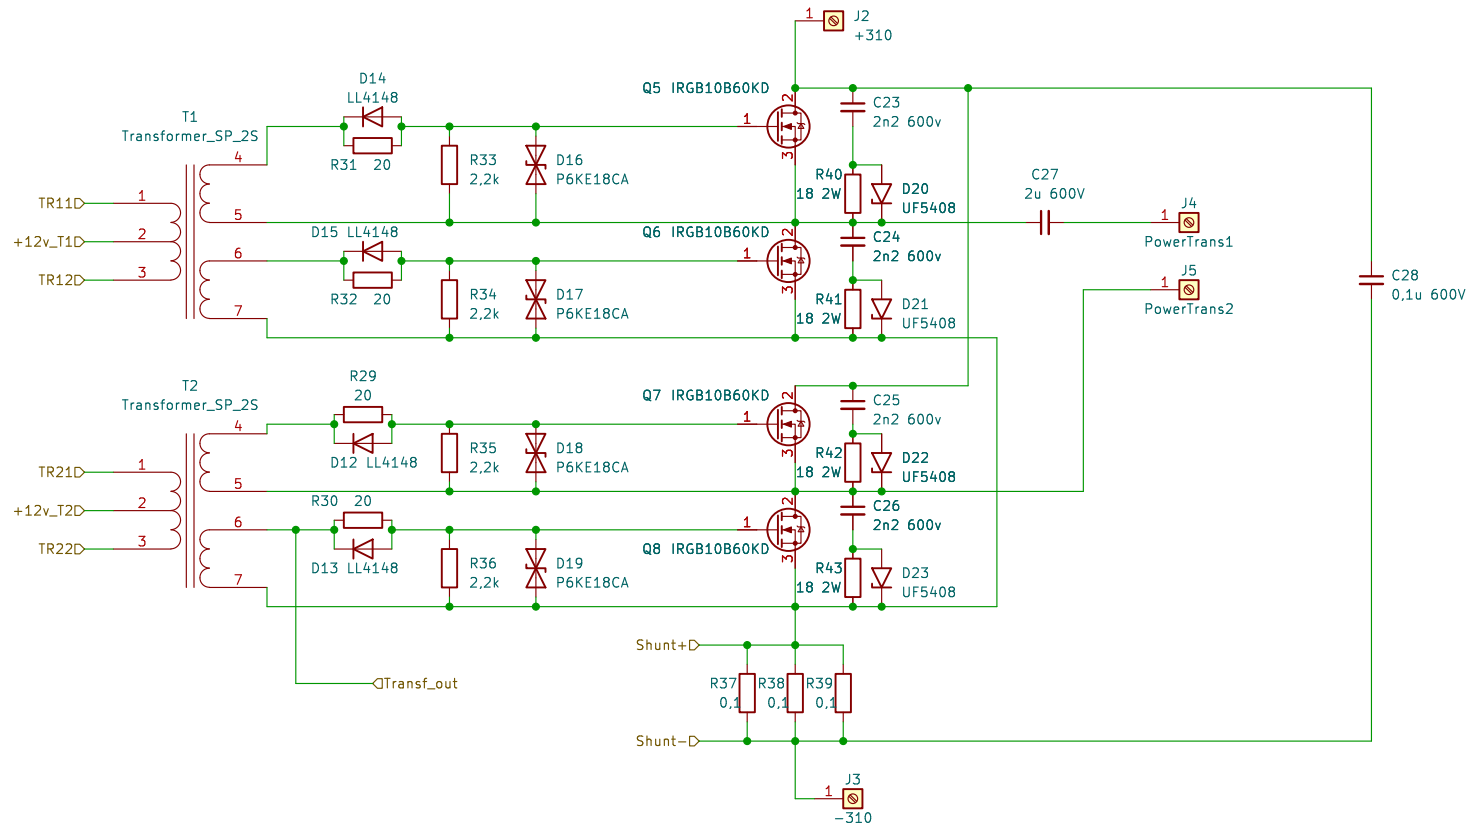 1
J2
+310
Q5 IRGB10B60KD
D14
LL4148
T1
Transformer_SP_2S
R31 20
R33
2,2k
D16
P6KE18CA
1
2
3
C23
2n2 600v
R40
18 2W
D20
UF5408
C27
2u 600V
1
J4
PowerTrans1
4
5
6
7
TR11
1
+12v_T1
2
TR12
3
D15 LL4148
R32 20
R34
2,2k
D17
P6KE18CA
Q6 IRGB10B60KD
1
2
3
C24
2n2 600v
R41
18 2W
D21
UF5408
1
J5
PowerTrans2
C28
0,1u 600V
T2
Transformer_SP_2S
R29
20
D12 LL4148
R35
2,2k
D18
P6KE18CA
Q7 IRGB10B60KD
1
2
3
C25
2n2 600v
R42
18 2W
D22
UF5408
4
5
6
7
TR21
1
+12v_T2
2
TR22
3
R30 20
D13 LL4148
R36
2,2k
D19
P6KE18CA
1
2
3
Q8 IRGB10B60KD
C26
2n2 600v
R43
18 2W
D23
UF5408
Shunt+
Transf_out
R37
0,1
R38
0,1
R39
0,1
Shunt-
1
J3
-310